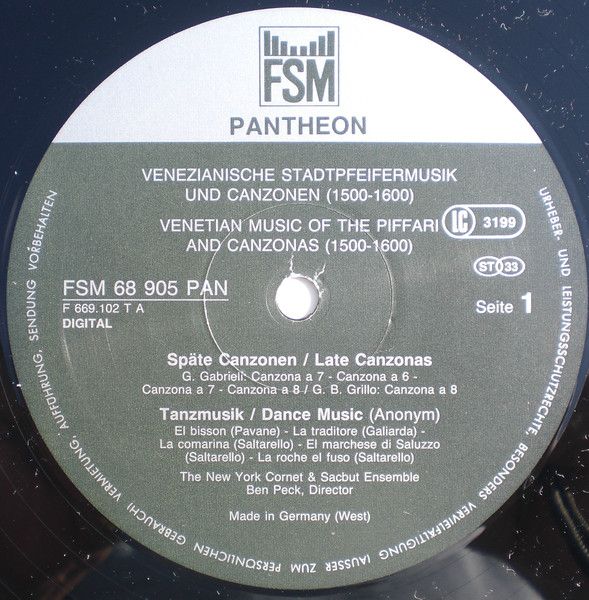 FSM
PANTHEON
VENEZIANISCHE STADTPFEIFERMUSIK
UND CANZONEN (1500-1600)
VENETIAN MUSIC OF THE PIFFARI
AND CANZONAS (1500-1600)
LC 3199
ST 33
FSM 68 905 PAN
F 669.102 T A
DIGITAL
Seite 1
Späte Canzonen / Late Canzonas
G. Gabrieli: Canzona a 7 - Canzona a 6 -
Canzona a 7 - Canzona a 8 / G. B. Grillo: Canzona a 8
Tanzmusik / Dance Music (Anonym)
El bisson (Pavane) - La traditore (Galiarda) -
La comarina (Saltarello) - El marchese di Saluzzo
(Saltarello) - La roche el fuso (Saltarello)
The New York Cornet & Sacbut Ensemble
Ben Peck, Director
Made in Germany (West)
URHEBER- UND LEISTUNGSSCHUTZRECHTE, BESONDERS VERVIELFÄLTIGUNG (AUSSER ZUM PERSÖNLICHEN GEBRAUCH) VERMIETUNG, AUFFÜHRUNG, SENDUNG VORBEHALTEN